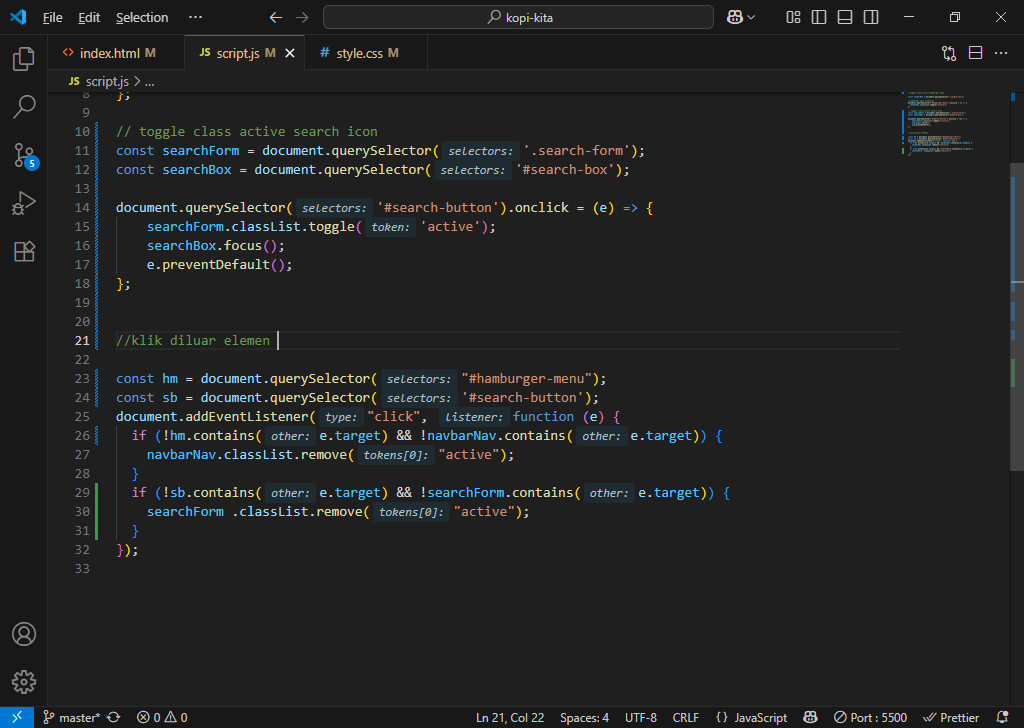 File Edit Selection ··· kopi-kita
index.html M JS script.js M # style.css M
JS script.js > ...
8 };
9
10 // toggle class active search icon
11 const searchForm = document.querySelector( selectors: '.search-form');
12 const searchBox = document.querySelector( selectors: '#search-box');
13
14 document.querySelector( selectors: '#search-button').onclick = (e) => {
15 searchForm.classList.toggle( token: 'active');
16 searchBox.focus();
17 e.preventDefault();
18 };
19
20
21 //klik diluar elemen
22
23 const hm = document.querySelector( selectors: "#hamburger-menu");
24 const sb = document.querySelector( selectors: '#search-button');
25 document.addEventListener( type: "click", listener: function (e) {
26 if (!hm.contains( other: e.target) && !navbarNav.contains( other: e.target)) {
27 navbarNav.classList.remove( tokens[0]: "active");
28 }
29 if (!sb.contains( other: e.target) && !searchForm.contains( other: e.target)) {
30 searchForm .classList.remove( tokens[0]: "active");
31 }
32 });
33
5
master* 0 0 Ln 21, Col 22 Spaces: 4 UTF-8 CRLF {} JavaScript Port : 5500 Prettier